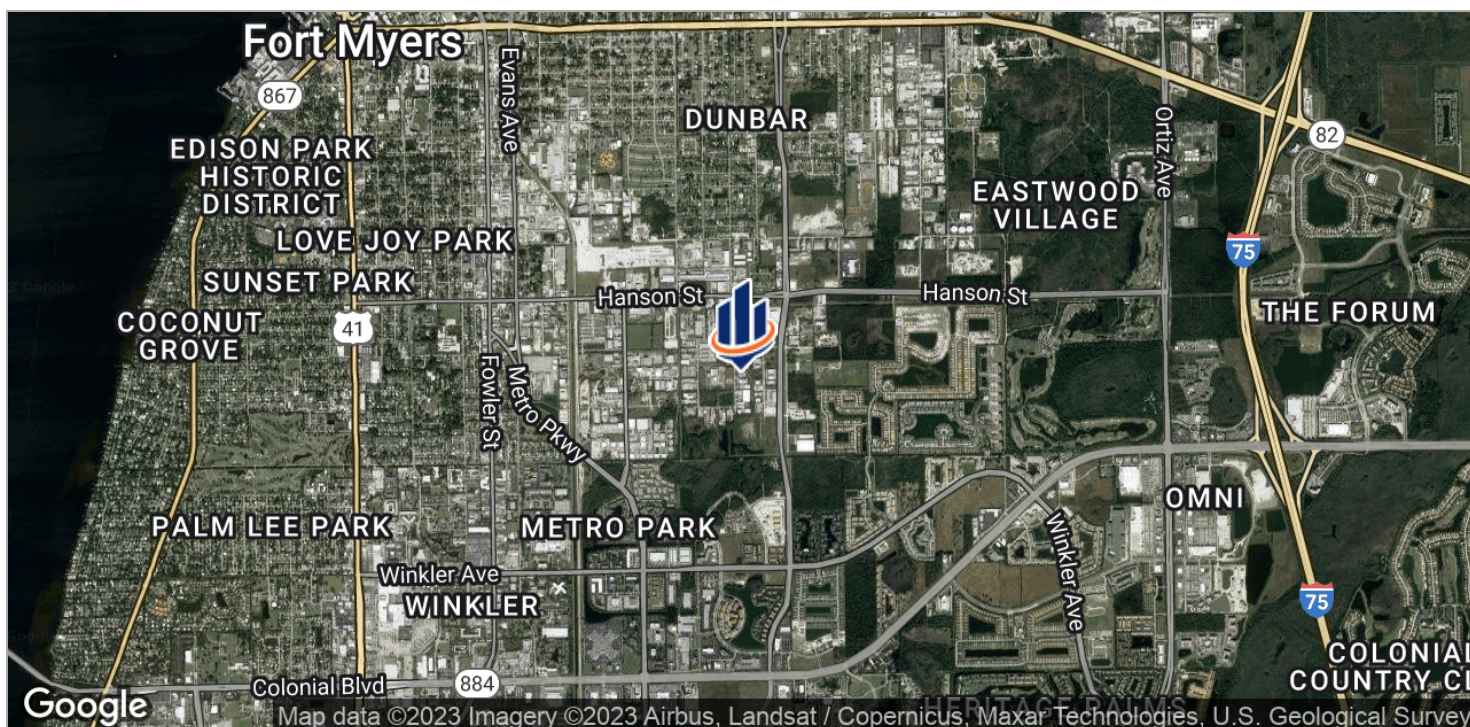 Fort Myers
867
Evans Ave
DUNBAR
Ortiz Ave
82
EDISON PARK
HISTORIC
DISTRICT
EASTWOOD
VILLAGE
LOVE JOY PARK
75
SUNSET PARK
Hanson St
Hanson St
THE FORUM
COCONUT
GROVE
41
Fowler St
Metro Pkwy
OMNI
PALM LEE PARK
METRO PARK
Winkler Ave
Winkler Ave
WINKLER
75
COLONIAL
COUNTRY CL
Colonial Blvd
884
HERITAGE PALMS
Google
Map data ©2023 Imagery ©2023 Airbus, Landsat / Copernicus, Maxar Technologies, U.S. Geological Survey